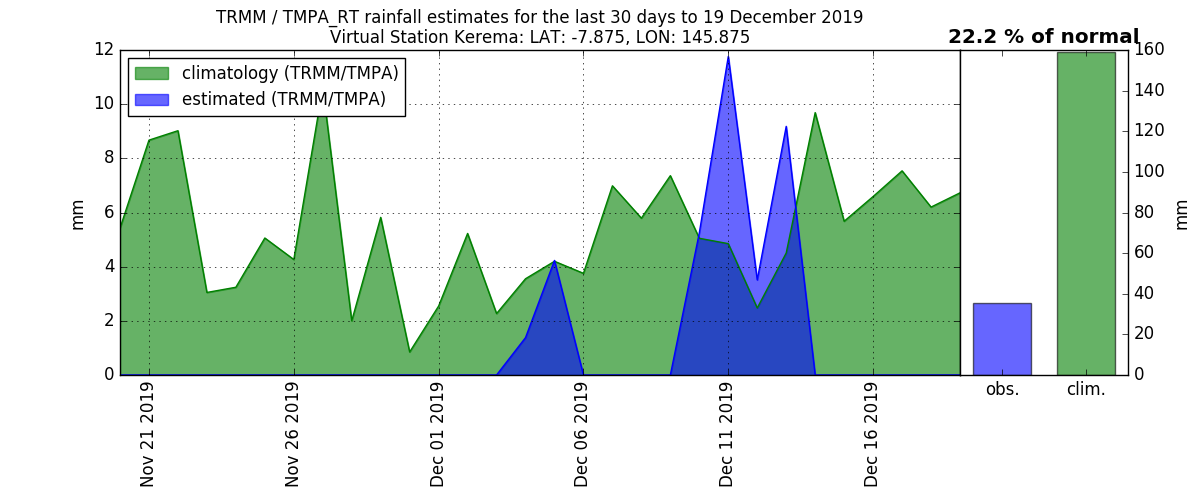 TRMM / TMPA_RT rainfall estimates for the last 30 days to 19 December 2019
Virtual Station Kerema: LAT: -7.875, LON: 145.875
22.2 % of normal
climatology (TRMM/TMPA)
estimated (TRMM/TMPA)
12
10
8
6
4
2
0
mm
160
140
120
100
80
60
40
20
0
mm
Nov 21 2019
Nov 26 2019
Dec 01 2019
Dec 06 2019
Dec 11 2019
Dec 16 2019
obs.
clim.